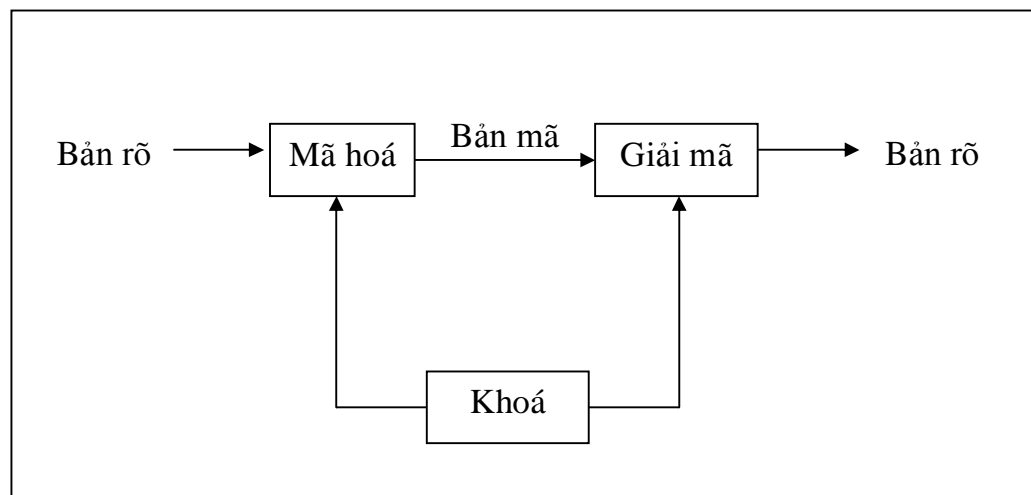 Bản rõ
Mã hoá
Bản mã
Giải mã
Bản rõ
Khoá